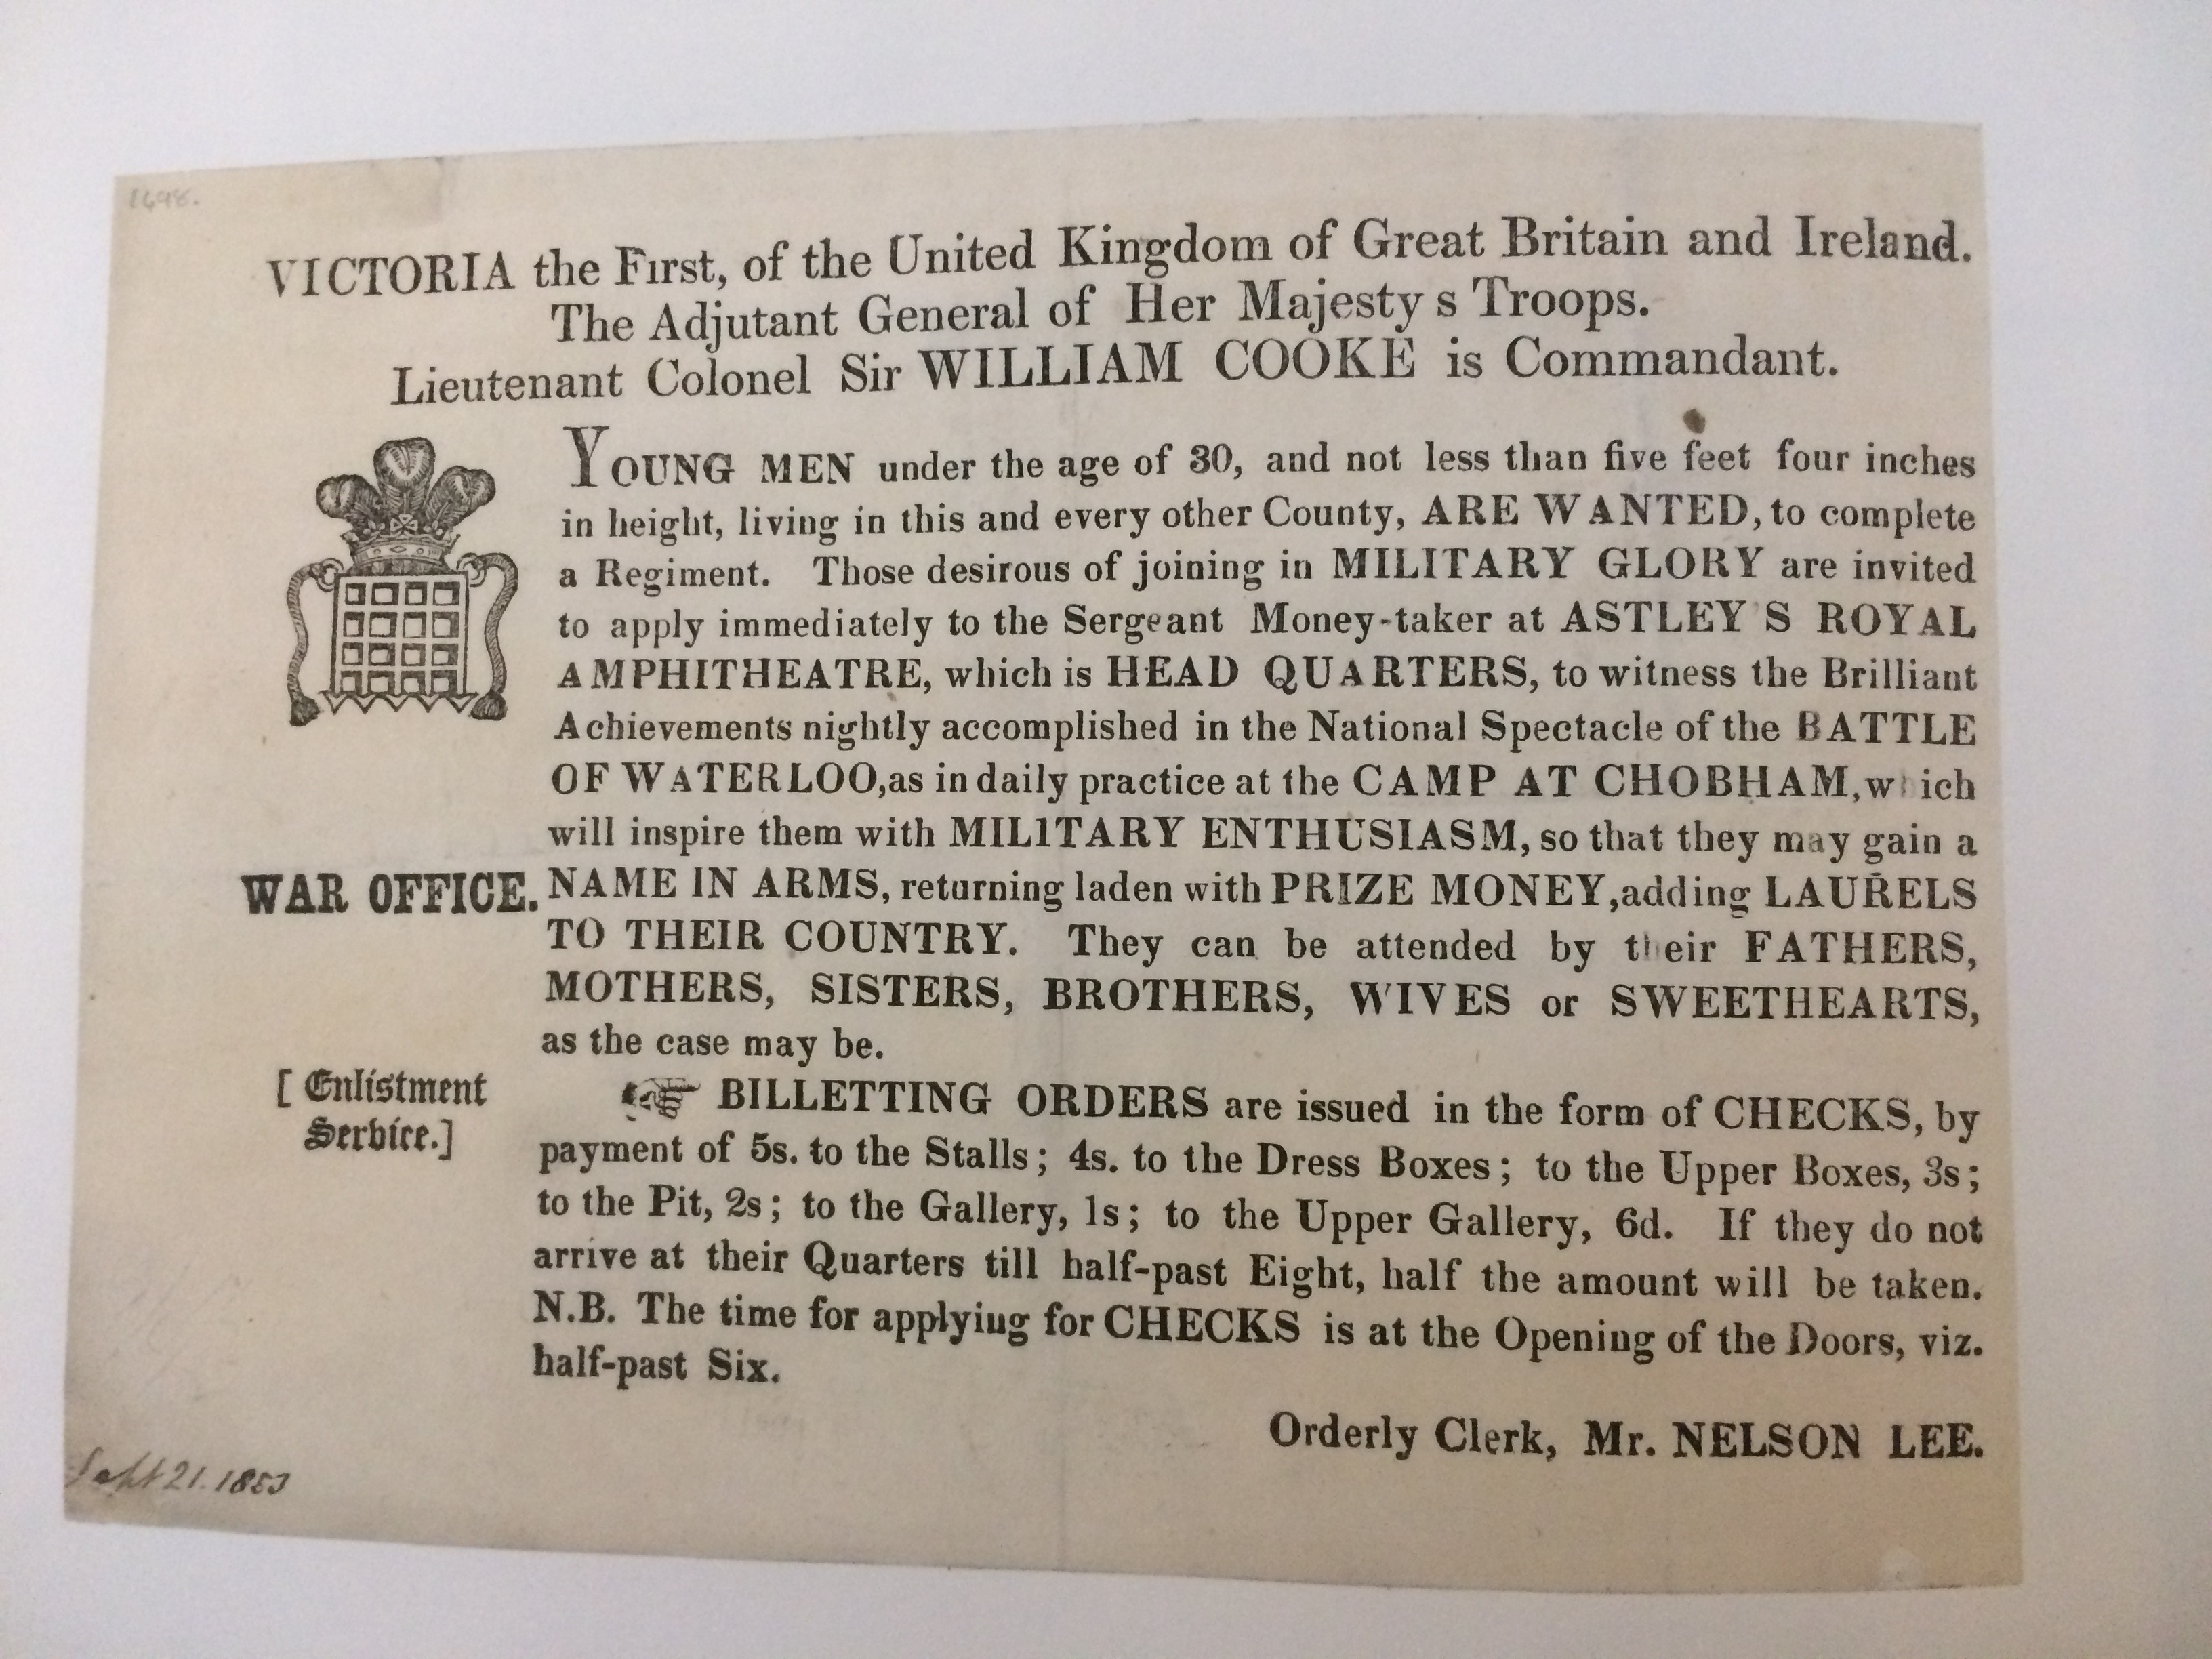 1498.
VICTORIA the First, of the United Kingdom of Great Britain and Ireland.
The Adjutant General of Her Majesty s Troops.
Lieutenant Colonel Sir WILLIAM COOKE is Commandant.
YOUNG MEN under the age of 30, and not less than five feet four inches
in height, living in this and every other County, ARE WANTED, to complete
a Regiment. Those desirous of joining in MILITARY GLORY are invited
to apply immediately to the Sergeant Money-taker at ASTLEY'S ROYAL
AMPHITHEATRE, which is HEAD QUARTERS, to witness the Brilliant
Achievements nightly accomplished in the National Spectacle of the BATTLE
OF WATERLOO,as in daily practice at the CAMP AT CHOBHAM, which
will inspire them with MILITARY ENTHUSIASM, so that they may gain a
WAR OFFICE.
NAME IN ARMS, returning laden with PRIZE MONEY,adding LAURELS
TO THEIR COUNTRY. They can be attended by their FATHERS,
MOTHERS, SISTERS, BROTHERS, WIVES or SWEETHEARTS,
as the case may be.
[ Enlistment
Service.]
☞ BILLETTING ORDERS are issued in the form of CHECKS, by
payment of 5s. to the Stalls; 4s. to the Dress Boxes; to the Upper Boxes, 3s;
to the Pit, 2s; to the Gallery, 1s; to the Upper Gallery, 6d. If they do not
arrive at their Quarters till half-past Eight, half the amount will be taken.
N.B. The time for applyiug for CHECKS is at the Opening of the Doors, viz.
half-past Six.
Orderly Clerk, Mr. NELSON LEE.
Sept 21. 1853